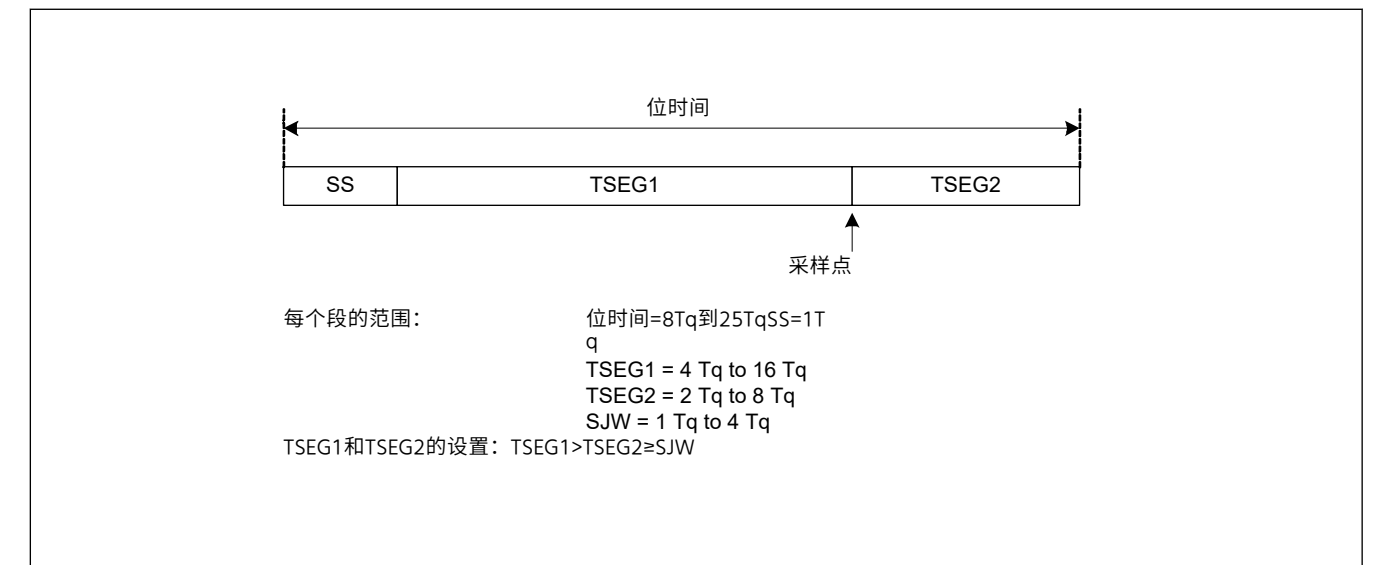 位时间
SS TSEG1 TSEG2
采样点
每个段的范围： 位时间=8Tq到25TqSS=1T
q
TSEG1 = 4 Tq to 16 Tq
TSEG2 = 2 Tq to 8 Tq
SJW = 1 Tq to 4 Tq
TSEG1和TSEG2的设置：TSEG1>TSEG2≥SJW